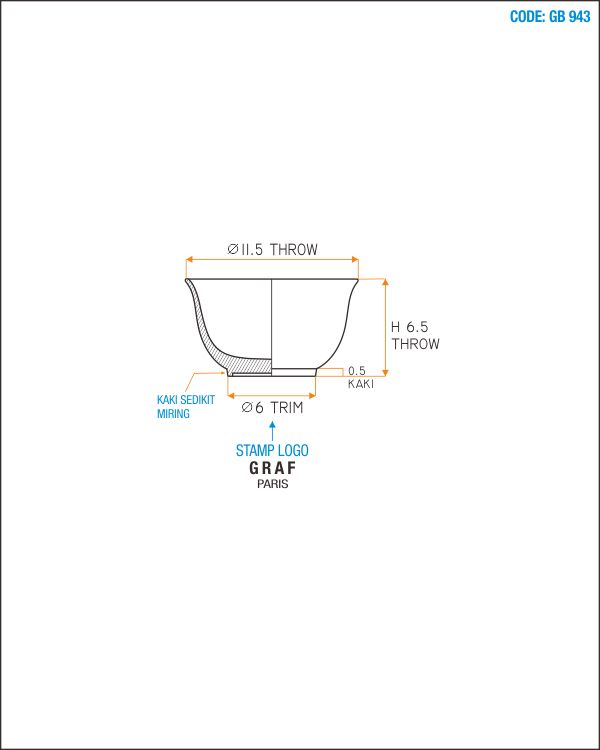 CODE: GB 943
Ø11.5 THROW
H 6.5
THROW
0.5
KAKI
KAKI SEDIKIT
MIRING
Ø6 TRIM
STAMP LOGO
GRAF
PARIS